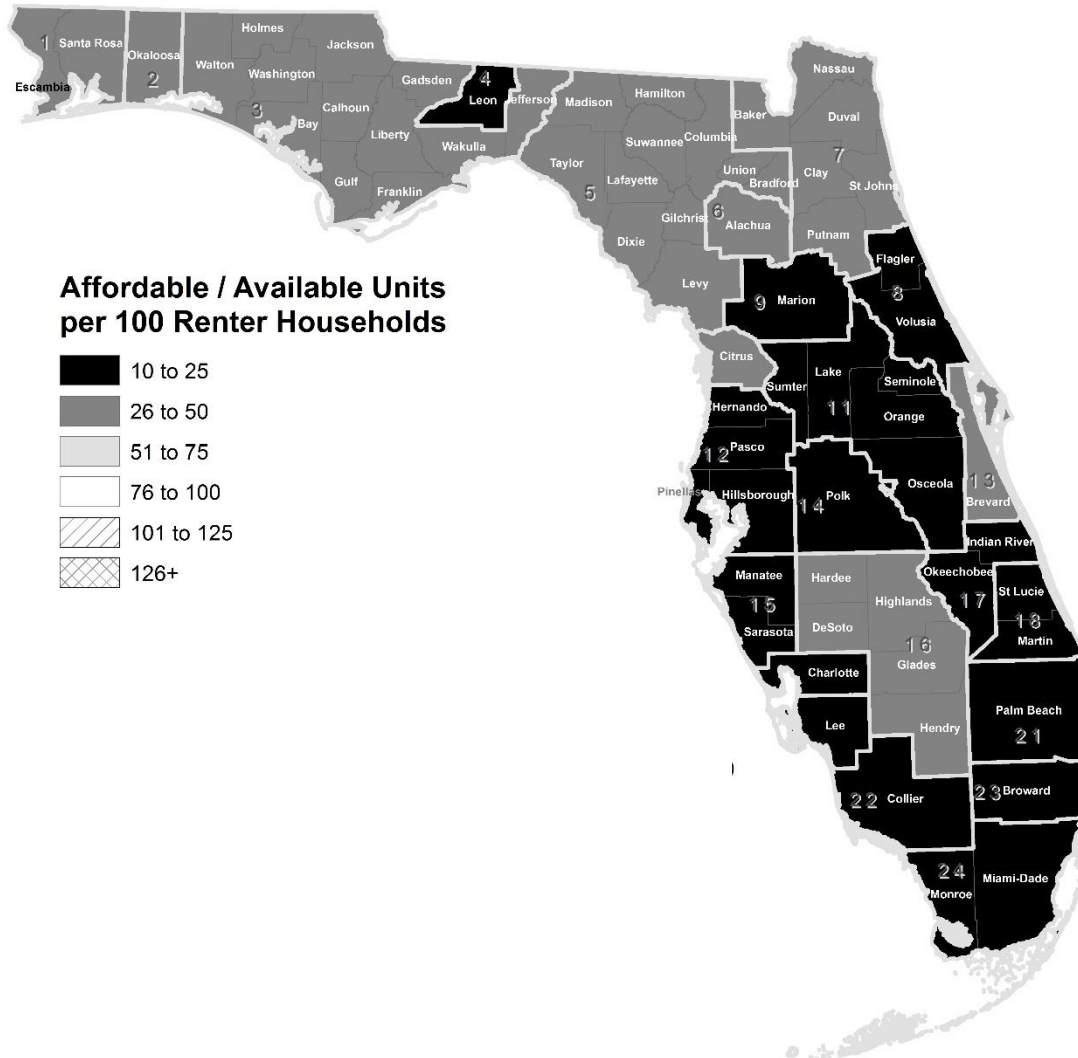 Holmes
1
Santa Rosa
Okaloosa
Jackson
Walton
Washington
Gadsden
4
Nassau
Escambia
2
Leon
Jefferson
Madison
Hamilton
3
Calhoun
Baker
Duval
Bay
Liberty
Suwannee
Columbia
Wakulla
7
Taylor
Union
Clay
Gulf
Franklin
5
Lafayette
Bradford
St Johns
Gilchrist
6
Alachua
Putnam
Dixie
Flagler
Levy
8
Affordable / Available Units
per 100 Renter Households
9
Marion
Volusia
10 to 25
26 to 50
51 to 75
76 to 100
101 to 125
126+
Citrus
Lake
Sumter
Seminole
Hernando
11
Orange
Pasco
12
Osceola
13
Pinellas
Hillsborough
Polk
14
Brevard
Indian River
Manatee
Hardee
Okeechobee
15
Highlands
17
St Lucie
18
Sarasota
DeSoto
16
Martin
Charlotte
Glades
Lee
Hendry
Palm Beach
21
22
Collier
23
Broward
24
Monroe
Miami-Dade